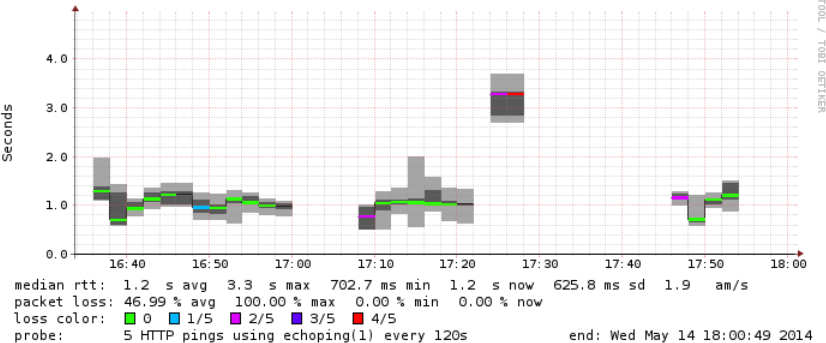 TOOL / TOBI OETIKER
Seconds
4.0
3.0
2.0
1.0
0.0
16:40 16:50 17:00 17:10 17:20 17:30 17:40 17:50 18:00
median rtt: 1.2 s avg 3.3 s max 702.7 ms min 1.2 s now 625.8 ms sd 1.9 am/s
packet loss: 46.99 % avg 100.00 % max 0.00 % min 0.00 % now
loss color: 0 1/5 2/5 3/5 4/5
probe: 5 HTTP pings using echoping(1) every 120s end: Wed May 14 18:00:49 2014